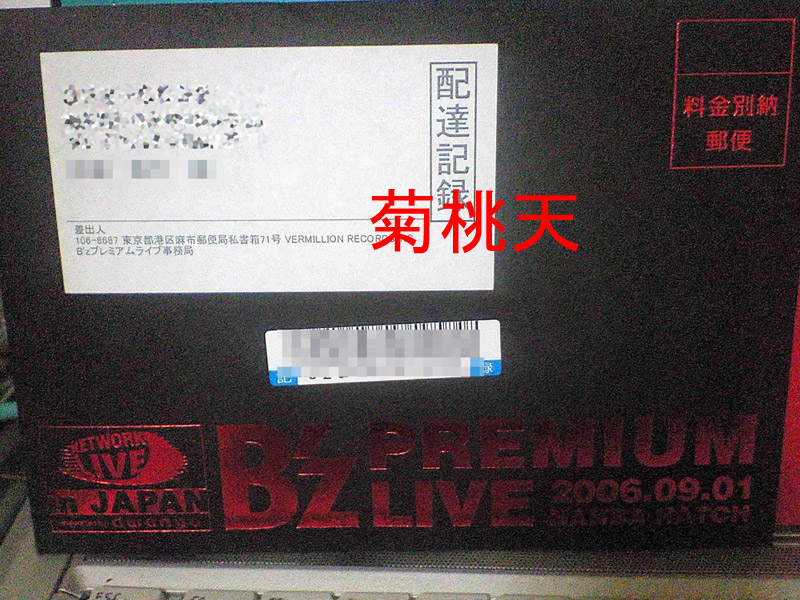 配達記録
料金別納
郵便
菊桃天
差出人
106-8687 東京都港区麻布郵便局私書箱71号 VERMILLION RECORDS
B'zプレミアムライブ事務局
記
録
NETWORK
LIVE
in JAPAN
B'z PREMIUM
LIVE 2006.09.01
NAMBA HATCH
ESC